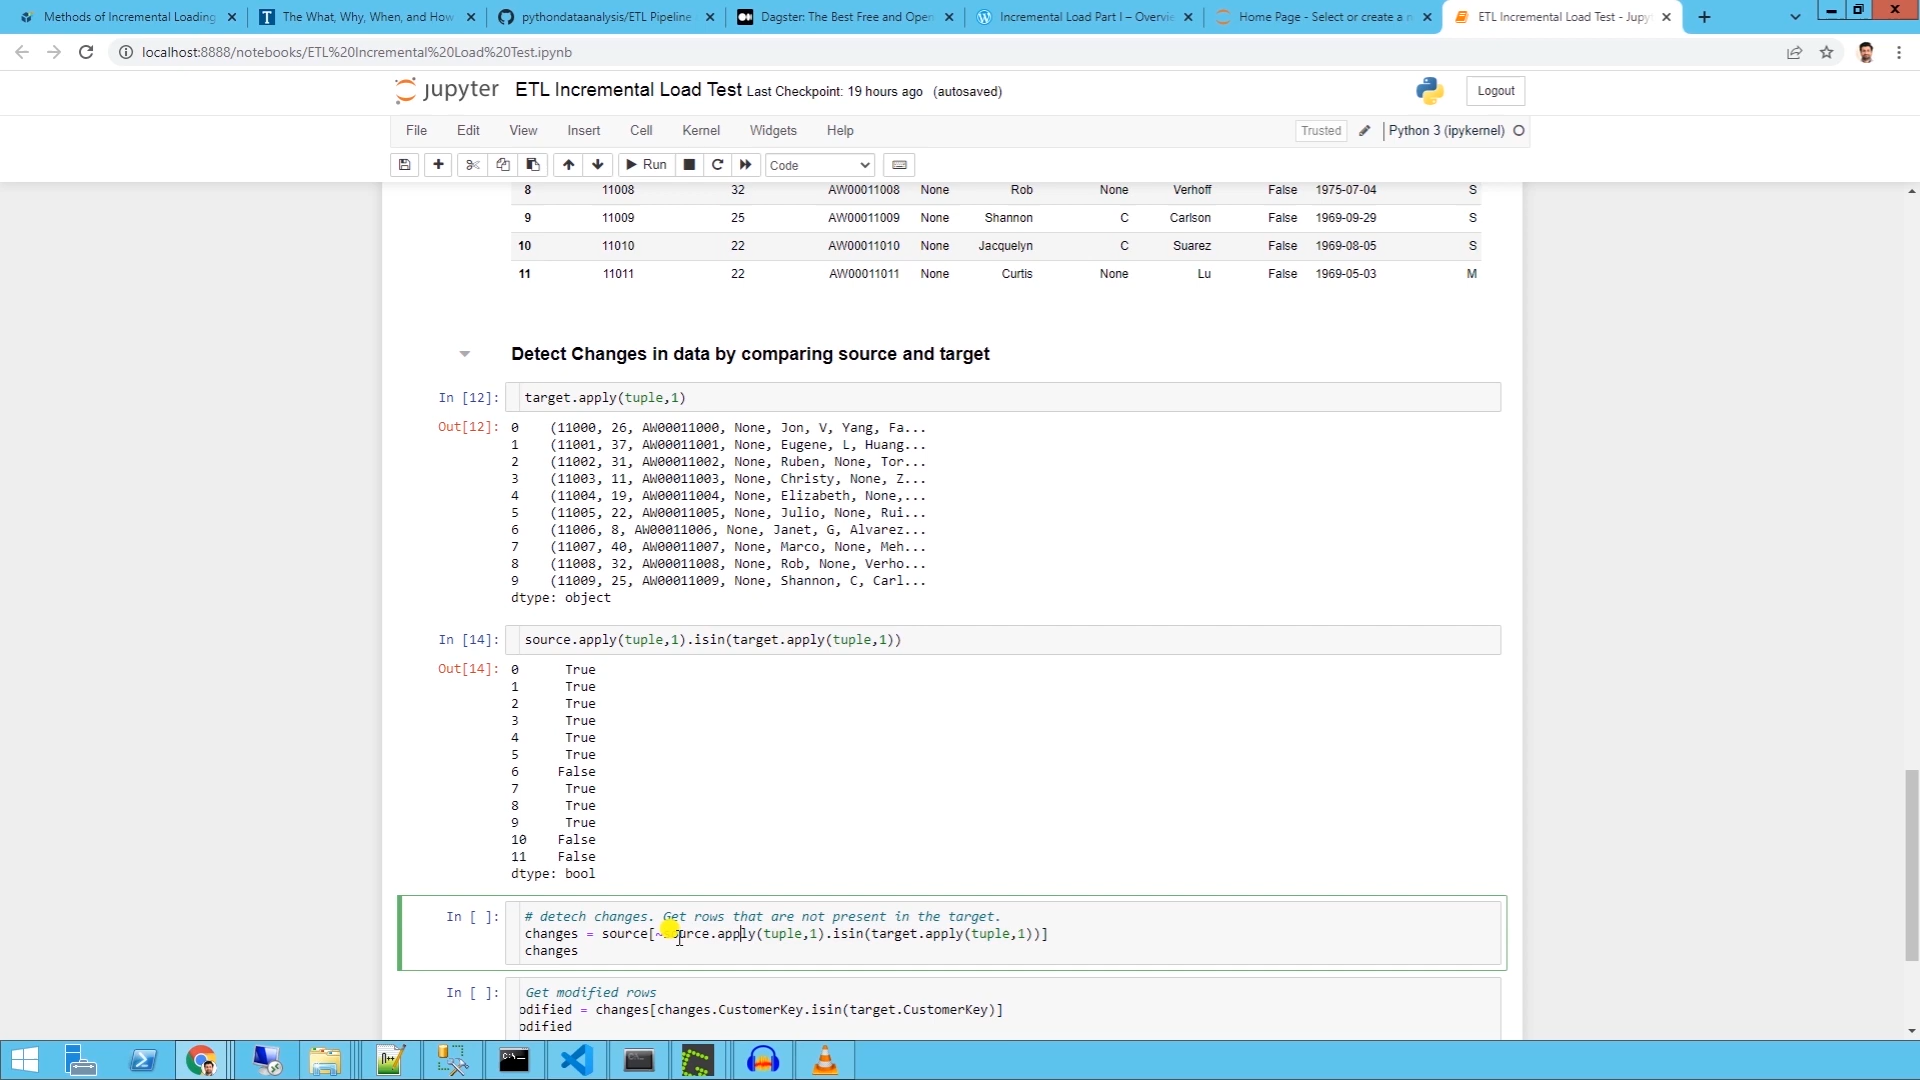 Methods of Incremental Loading
The What, Why, When, and How
pythondataanalysis/ETL Pipeline
Dagster: The Best Free and Open
Incremental Load Part I – Overvie
Home Page - Select or create a n
ETL Incremental Load Test - Jupy
localhost:8888/notebooks/ETL%20Incremental%20Load%20Test.ipynb
jupyter ETL Incremental Load Test Last Checkpoint: 19 hours ago (autosaved)
Logout
File Edit View Insert Cell Kernel Widgets Help
Trusted Python 3 (ipykernel)
Run Code
8 11008 32 AW00011008 None Rob None Verhoff False 1975-07-04 S
9 11009 25 AW00011009 None Shannon C Carlson False 1969-09-29 S
10 11010 22 AW00011010 None Jacquelyn C Suarez False 1969-08-05 S
11 11011 22 AW00011011 None Curtis None Lu False 1969-05-03 M
Detect Changes in data by comparing source and target
In [12]: target.apply(tuple,1)
Out[12]: 0 (11000, 26, AW00011000, None, Jon, V, Yang, Fa...
1 (11001, 37, AW00011001, None, Eugene, L, Huang...
2 (11002, 31, AW00011002, None, Ruben, None, Tor...
3 (11003, 11, AW00011003, None, Christy, None, Z...
4 (11004, 19, AW00011004, None, Elizabeth, None,...
5 (11005, 22, AW00011005, None, Julio, None, Rui...
6 (11006, 8, AW00011006, None, Janet, G, Alvarez...
7 (11007, 40, AW00011007, None, Marco, None, Meh...
8 (11008, 32, AW00011008, None, Rob, None, Verho...
9 (11009, 25, AW00011009, None, Shannon, C, Carl...
dtype: object
In [14]: source.apply(tuple,1).isin(target.apply(tuple,1))
Out[14]: 0 True
1 True
2 True
3 True
4 True
5 True
6 False
7 True
8 True
9 True
10 False
11 False
dtype: bool
In [ ]: # detech changes. Get rows that are not present in the target.
changes = source[~source.apply(tuple,1).isin(target.apply(tuple,1))]
changes
In [ ]: Get modified rows
odified = changes[changes.CustomerKey.isin(target.CustomerKey)]
odified